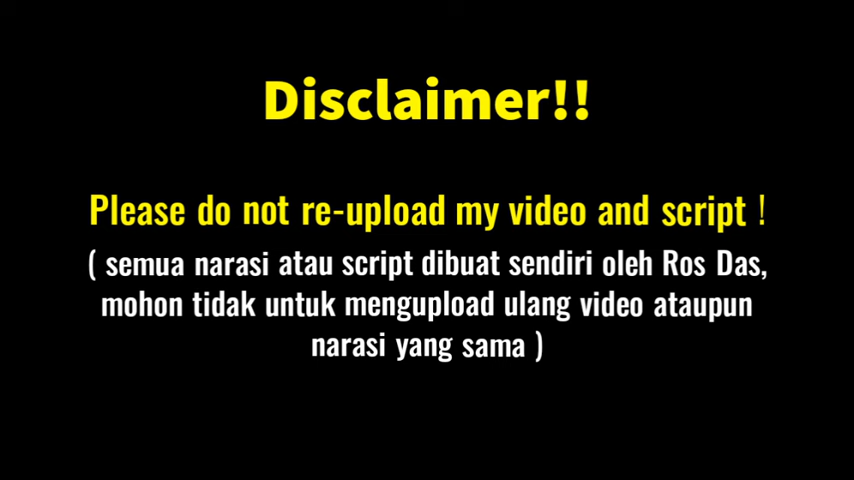 Disclaimer!!
Please do not re-upload my video and script !
( semua narasi atau script dibuat sendiri oleh Ros Das,
mohon tidak untuk mengupload ulang video ataupun
narasi yang sama )